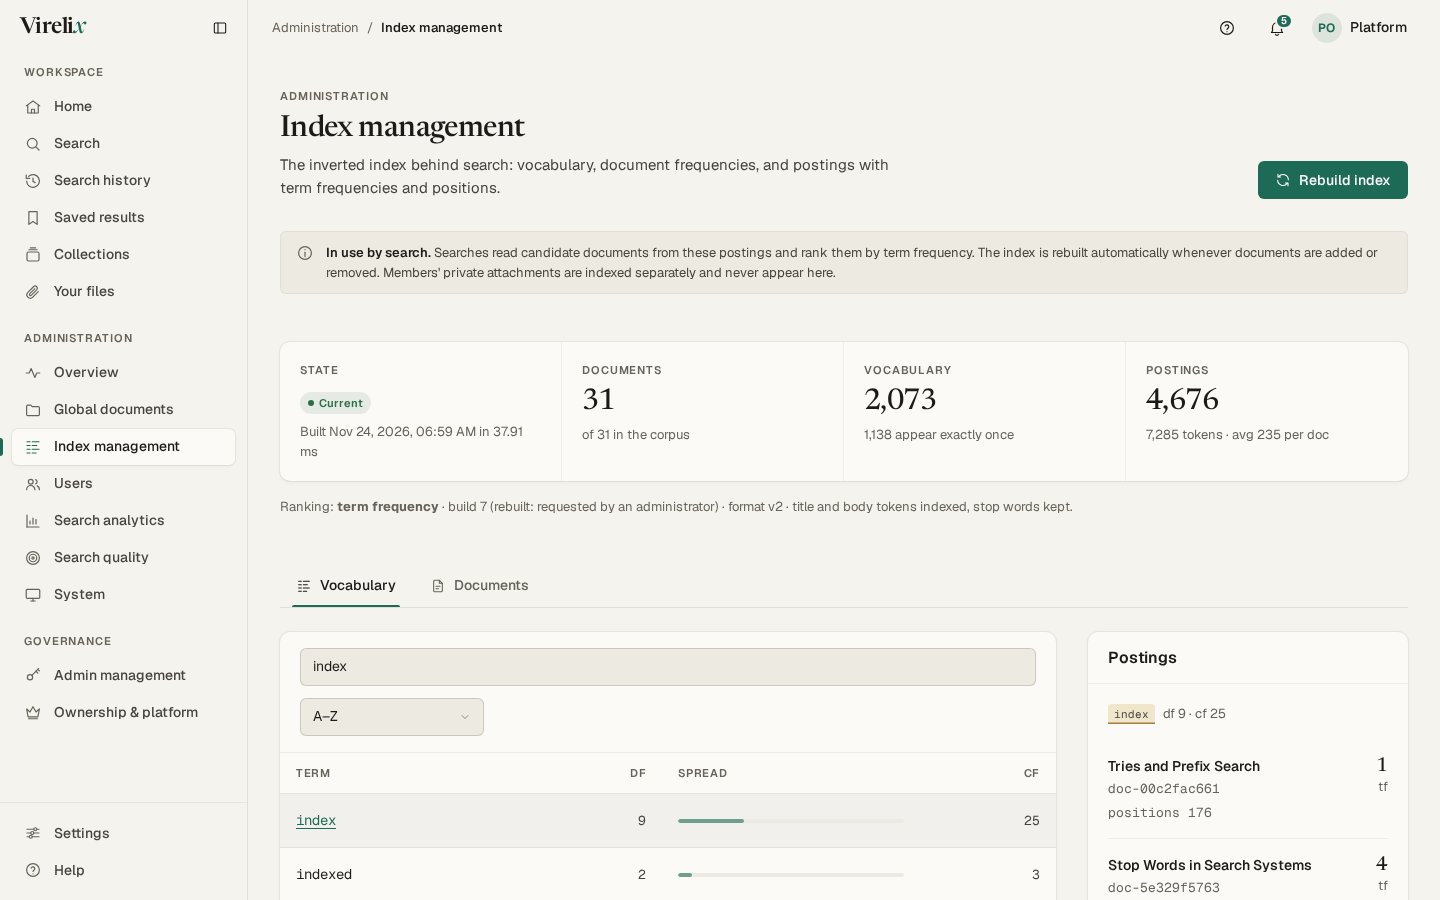 Virelix
WORKSPACE
Home
Search
Search history
Saved results
Collections
Your files
ADMINISTRATION
Overview
Global documents
Index management
Users
Search analytics
Search quality
System
GOVERNANCE
Admin management
Ownership & platform
Settings
Help
Administration / Index management
5
PO Platform
ADMINISTRATION
Index management
The inverted index behind search: vocabulary, document frequencies, and postings with
term frequencies and positions.
Rebuild index
In use by search. Searches read candidate documents from these postings and rank them by term frequency. The index is rebuilt automatically whenever documents are added or
removed. Members' private attachments are indexed separately and never appear here.
STATE
Current
Built Nov 24, 2026, 06:59 AM in 37.91
ms
DOCUMENTS
31
of 31 in the corpus
VOCABULARY
2,073
1,138 appear exactly once
POSTINGS
4,676
7,285 tokens · avg 235 per doc
Ranking: term frequency · build 7 (rebuilt: requested by an administrator) · format v2 · title and body tokens indexed, stop words kept.
Vocabulary
Documents
index
A–Z
TERM DF SPREAD CF
index 9 25
indexed 2 3
Postings
index df 9 · cf 25
Tries and Prefix Search 1
doc-00c2fac661 tf
positions 176
Stop Words in Search Systems 4
doc-5e329f5763 tf